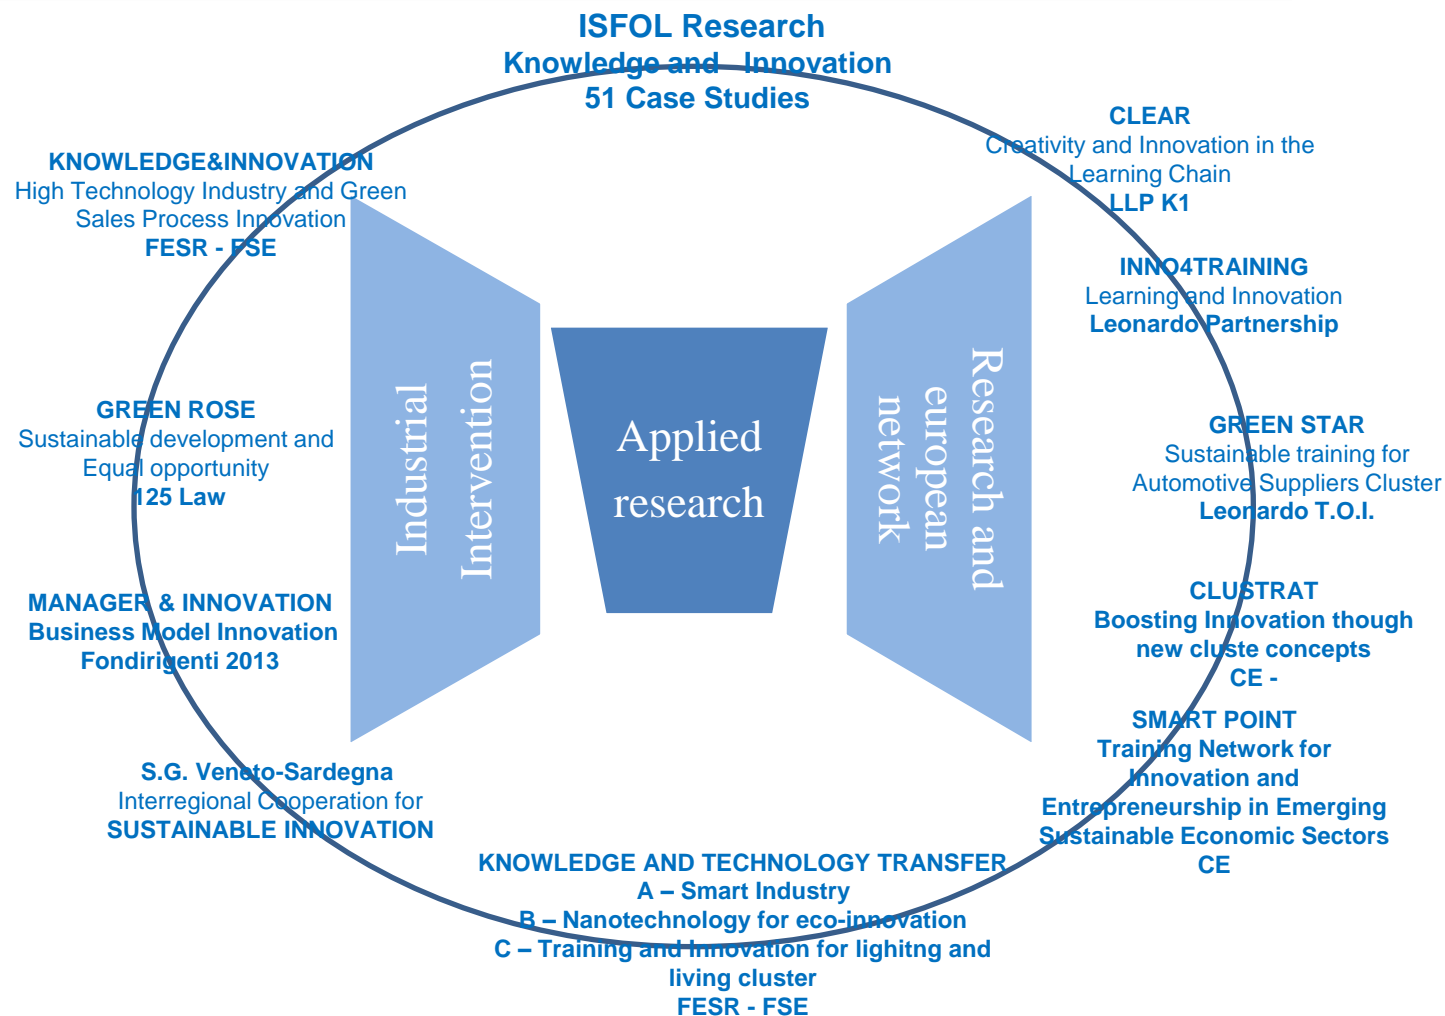 ISFOL Research
Knowledge and Innovation
51 Case Studies
CLEAR
Creativity and Innovation in the
Learning Chain
LLP K1
KNOWLEDGE&INNOVATION
High Technology Industry and Green
Sales Process Innovation
FESR - FSE
INNO4TRAINING
Learning and Innovation
Leonardo Partnership
GREEN ROSE
Sustainable development and
Equal opportunity
125 Law
Industrial
Intervention
Applied
research
Research and
european
network
GREEN STAR
Sustainable training for
Automotive Suppliers Cluster
Leonardo T.O.I.
MANAGER & INNOVATION
Business Model Innovation
Fondirigenti 2013
CLUSTRAT
Boosting Innovation though
new cluste concepts
CE -
SMART POINT
Training Network for
Innovation and
Entrepreneurship in Emerging
Sustainable Economic Sectors
CE
S.G. Veneto-Sardegna
Interregional Cooperation for
SUSTAINABLE INNOVATION
KNOWLEDGE AND TECHNOLOGY TRANSFER
A – Smart Industry
B – Nanotechnology for eco-innovation
C – Training and Innovation for lighitng and
living cluster
FESR - FSE